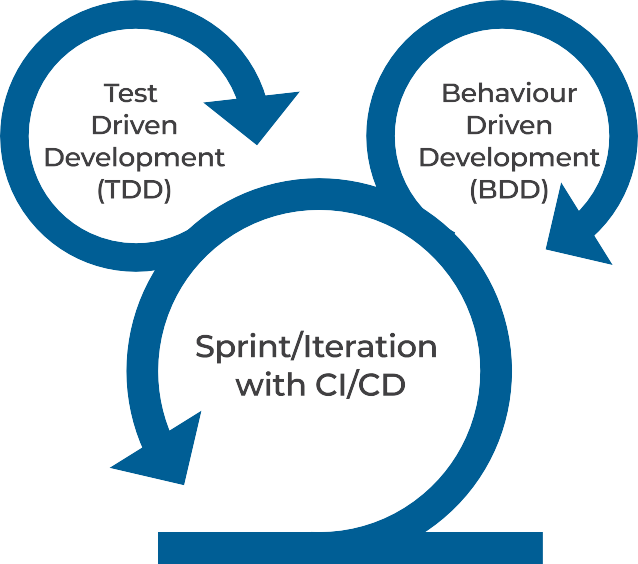 Test
Driven
Development
(TDD)
Behaviour
Driven
Development
(BDD)
Sprint/Iteration
with CI/CD